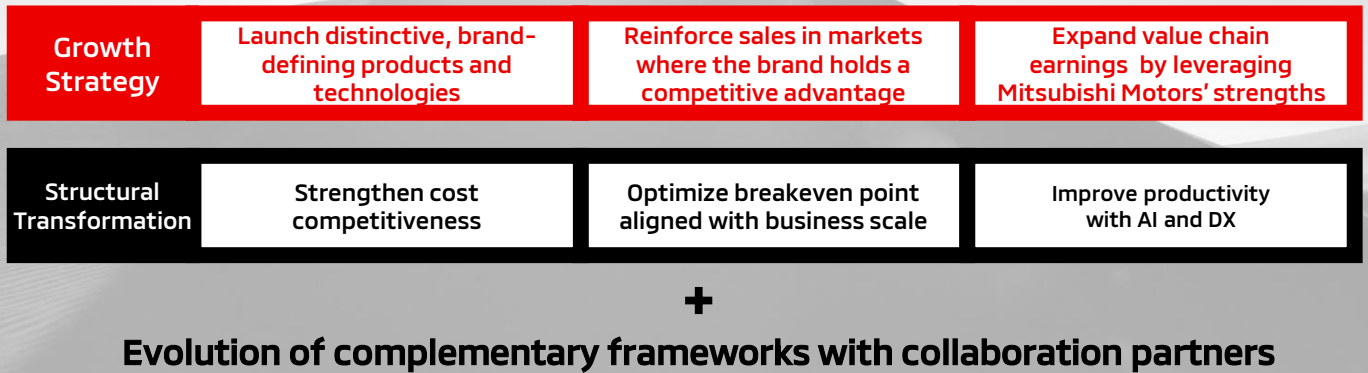 Growth
Strategy
Launch distinctive, brand-
defining products and
technologies
Reinforce sales in markets
where the brand holds a
competitive advantage
Expand value chain
earnings by leveraging
Mitsubishi Motors' strengths
Structural
Transformation
Strengthen cost
competitiveness
Optimize breakeven point
aligned with business scale
Improve productivity
with AI and DX
+
Evolution of complementary frameworks with collaboration partners